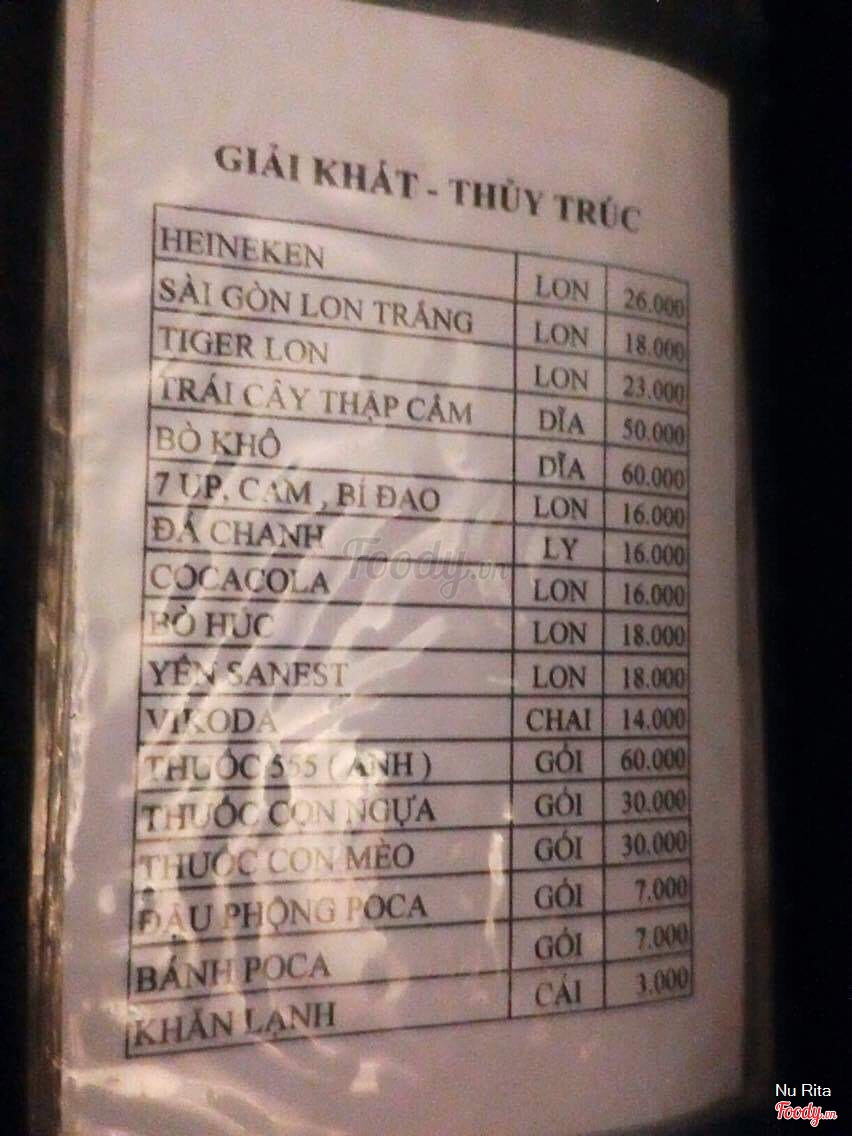 GIẢI KHÁT - THỦY TRÚC
HEINEKEN LON 26.000
SÀI GÒN LON TRẮNG LON 18.000
TIGER LON LON 23.000
TRÁI CÂY THẬP CẨM DĨA 50.000
BÒ KHÔ DĨA 60.000
7 UP, CAM , BÍ ĐAO LON 16.000
ĐÁ CHANH LY 16.000
COCACOLA LON 16.000
BÒ HÚC LON 18.000
YẾN SANEST LON 18.000
VIKODA CHAI 14.000
THUỐC 555 ( ANH ) GÓI 60.000
THUỐC CON NGỰA GÓI 30.000
THUỐC CON MÈO GÓI 30.000
ĐẬU PHỘNG POCA GÓI 7.000
BÁNH POCA GÓI 7.000
KHĂN LẠNH CÁI 3.000
Foody.vn
Nu Rita
Foody.vn